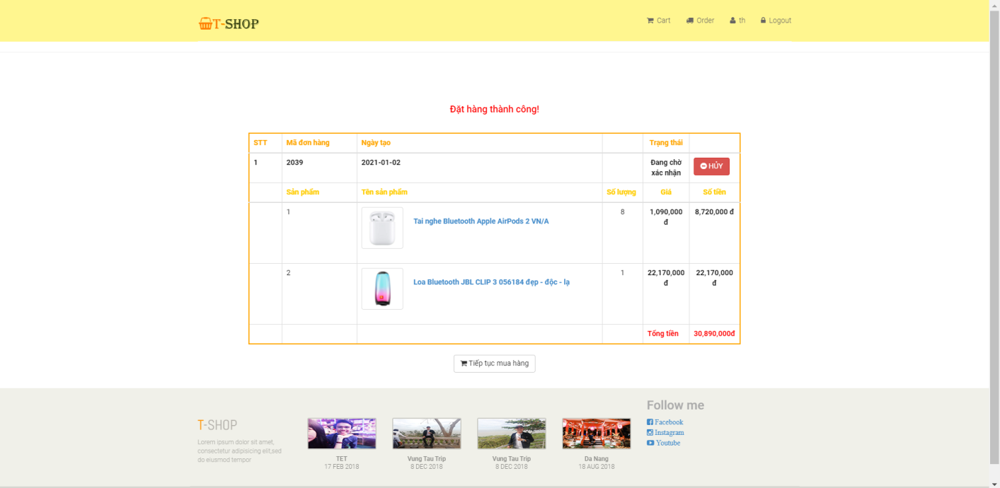 T-SHOP
Cart Order th Logout
Đặt hàng thành công!
STT Mã đơn hàng Ngày tạo Trạng thái
1 2039 2021-01-02 Đang chờ
xác nhận HỦY
Sản phẩm Tên sản phẩm Số lượng Giá Số tiền
1 Tai nghe Bluetooth Apple AirPods 2 VN/A 8 1,090,000
đ 8,720,000 đ
2 Loa Bluetooth JBL CLIP 3 056184 đẹp - độc - lạ 1 22,170,000
đ 22,170,000
đ
Tổng tiền 30,890,000đ
Tiếp tục mua hàng
T-SHOP
Lorem ipsum dolor sit amet,
consectetur adipisicing elit,sed
do eiusmod tempor
TET
17 FEB 2018
Vung Tau Trip
8 DEC 2018
Vung Tau Trip
8 DEC 2018
Da Nang
18 AUG 2018
Follow me
Facebook
Instagram
Youtube